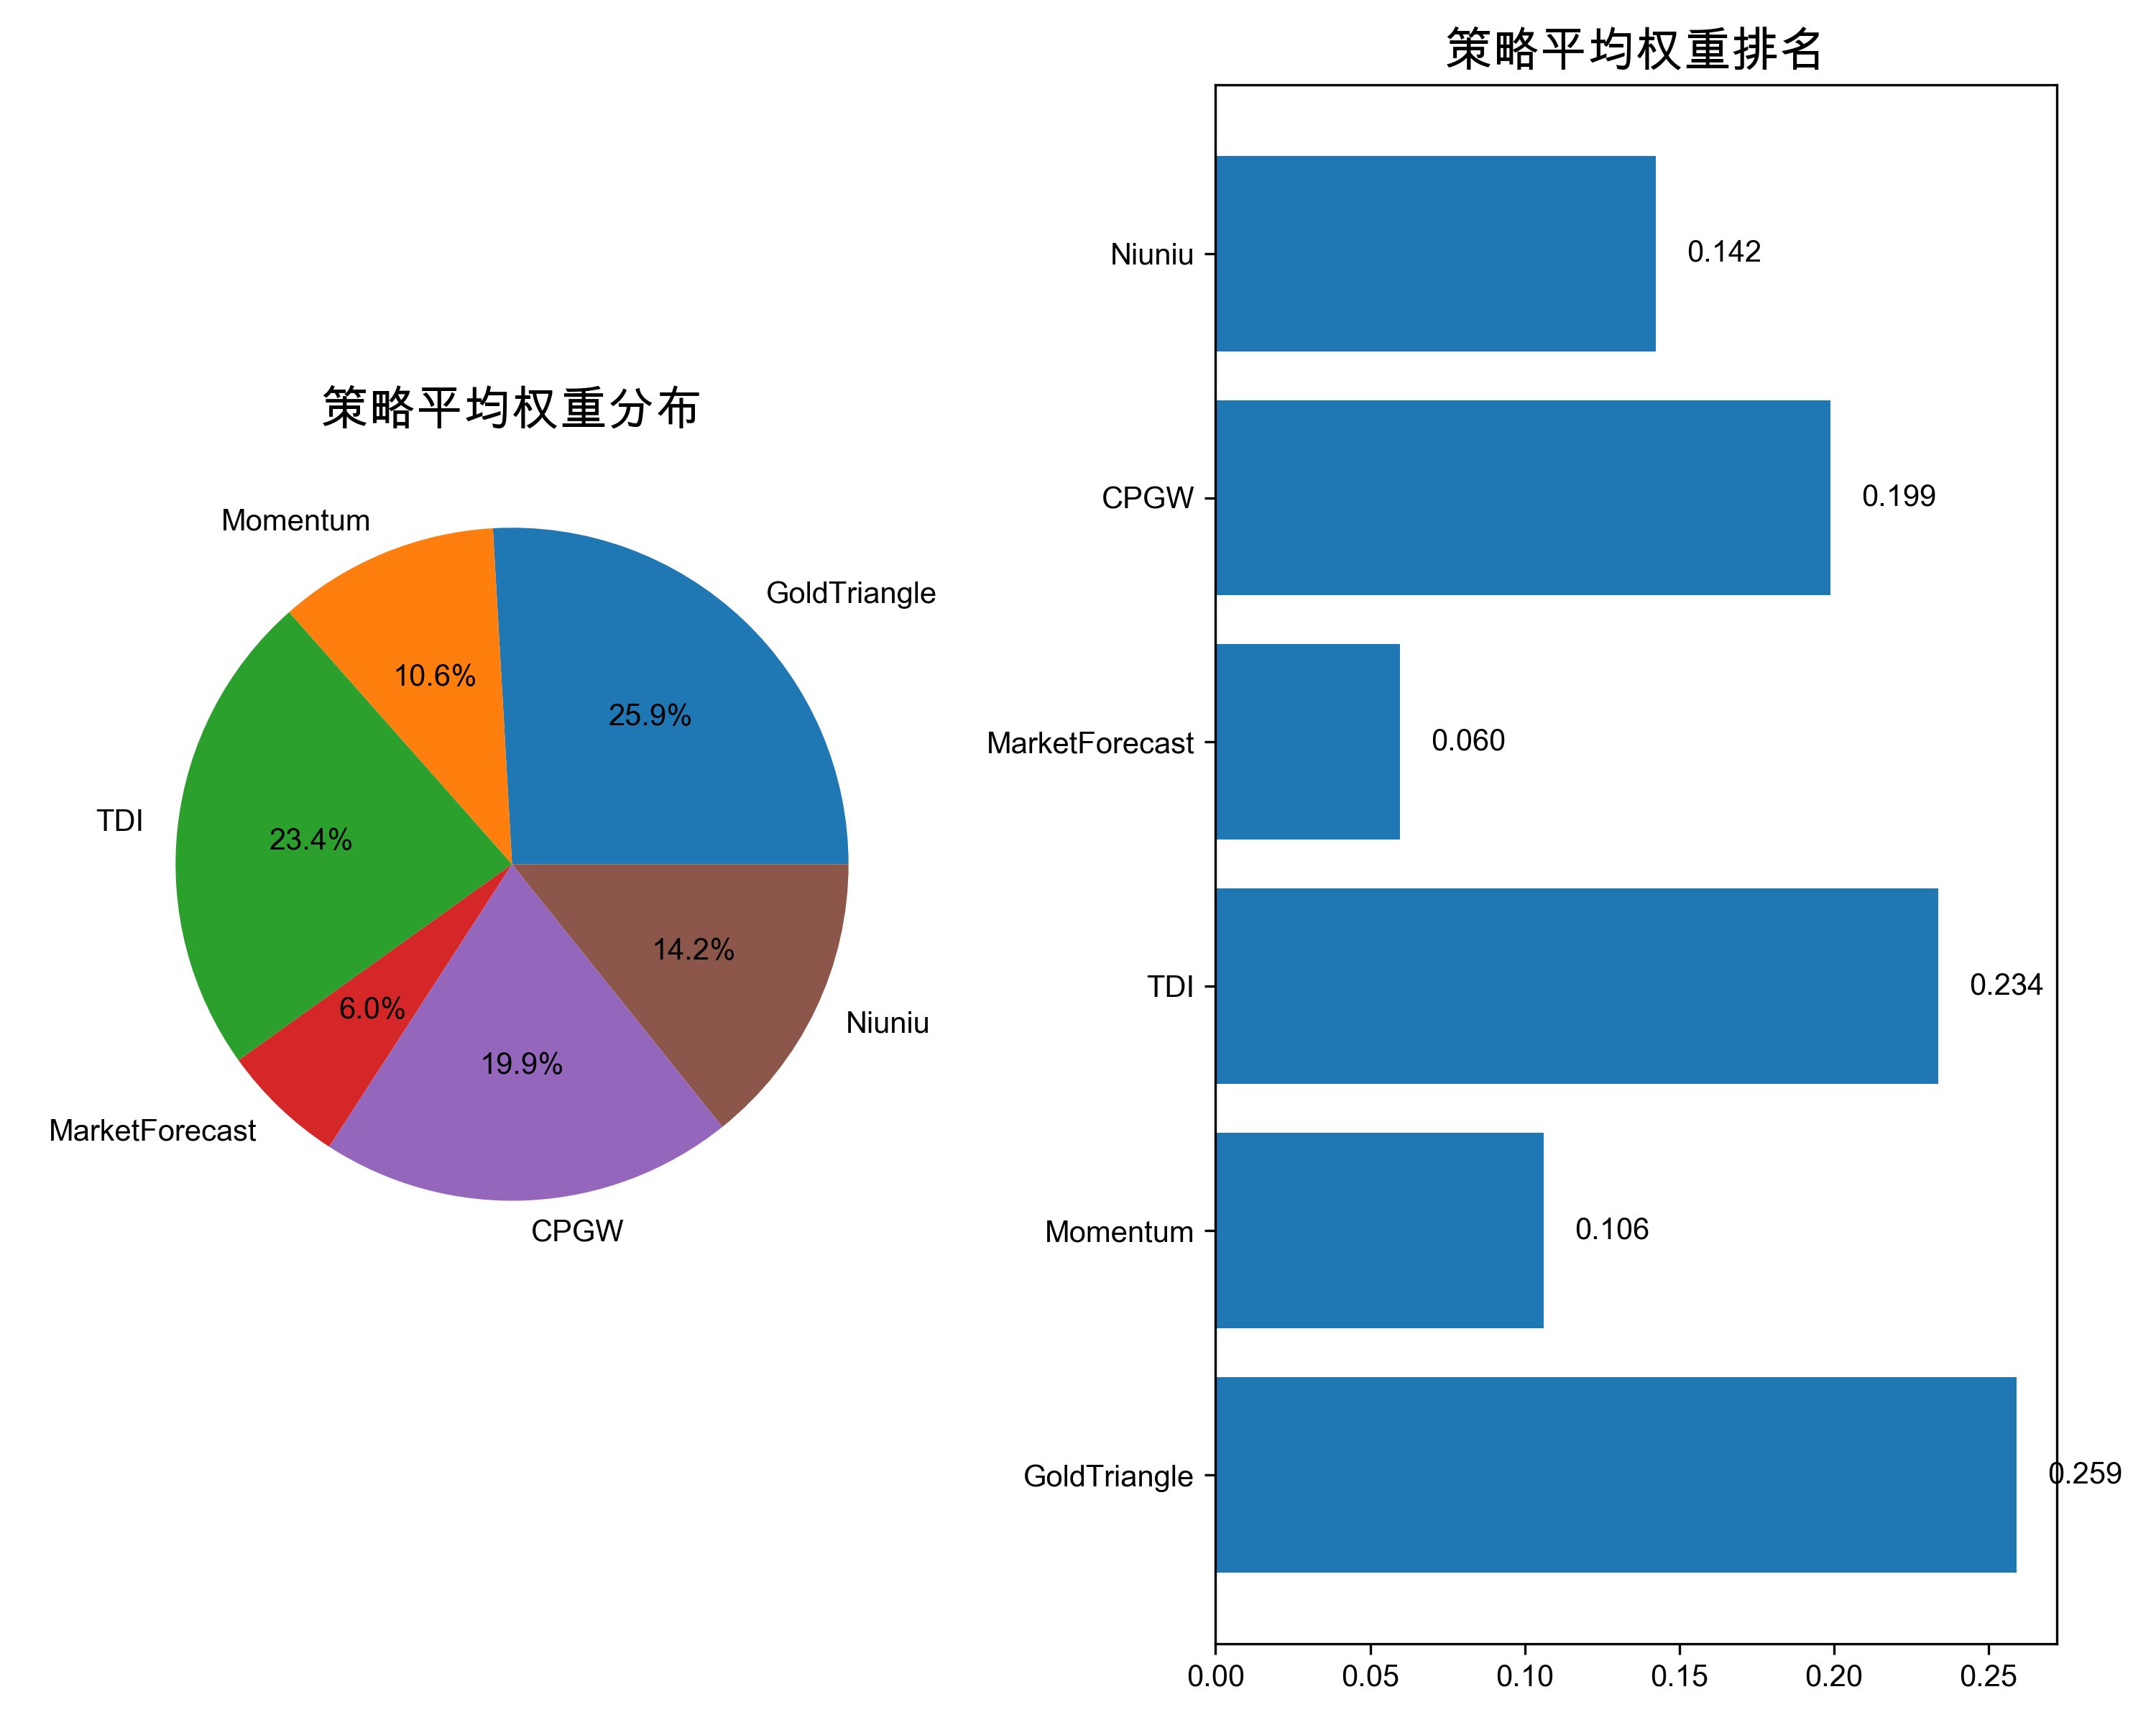 策略平均权重分布
Momentum
GoldTriangle
10.6%
25.9%
TDI
23.4%
14.2%
6.0%
Niuniu
19.9%
MarketForecast
CPGW
策略平均权重排名
Niuniu
0.142
CPGW
0.199
MarketForecast
0.060
TDI
0.234
Momentum
0.106
GoldTriangle
0.259
0.00 0.05 0.10 0.15 0.20 0.25